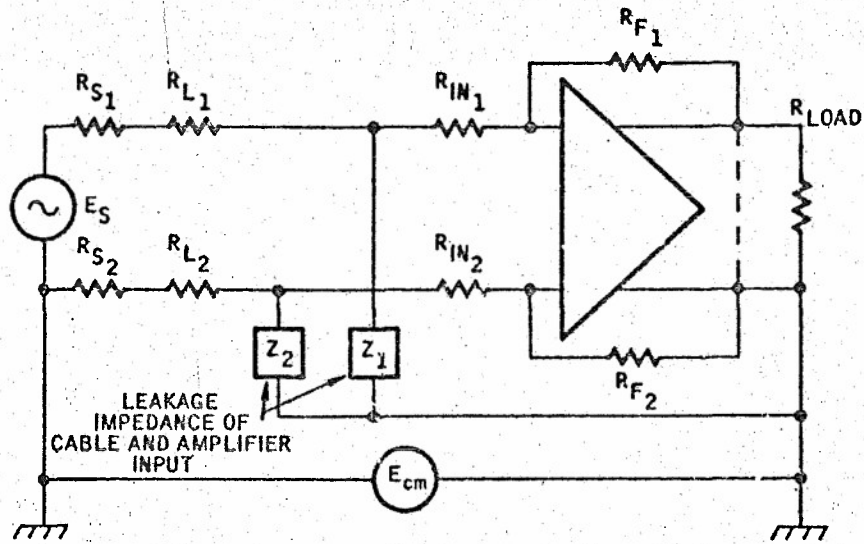 R_F1
R_S1
R_L1
R_IN1
R_LOAD
E_S
R_S2
R_L2
R_IN2
Z_2
Z_1
R_F2
LEAKAGE
IMPEDANCE OF
CABLE AND AMPLIFIER
INPUT
E_cm